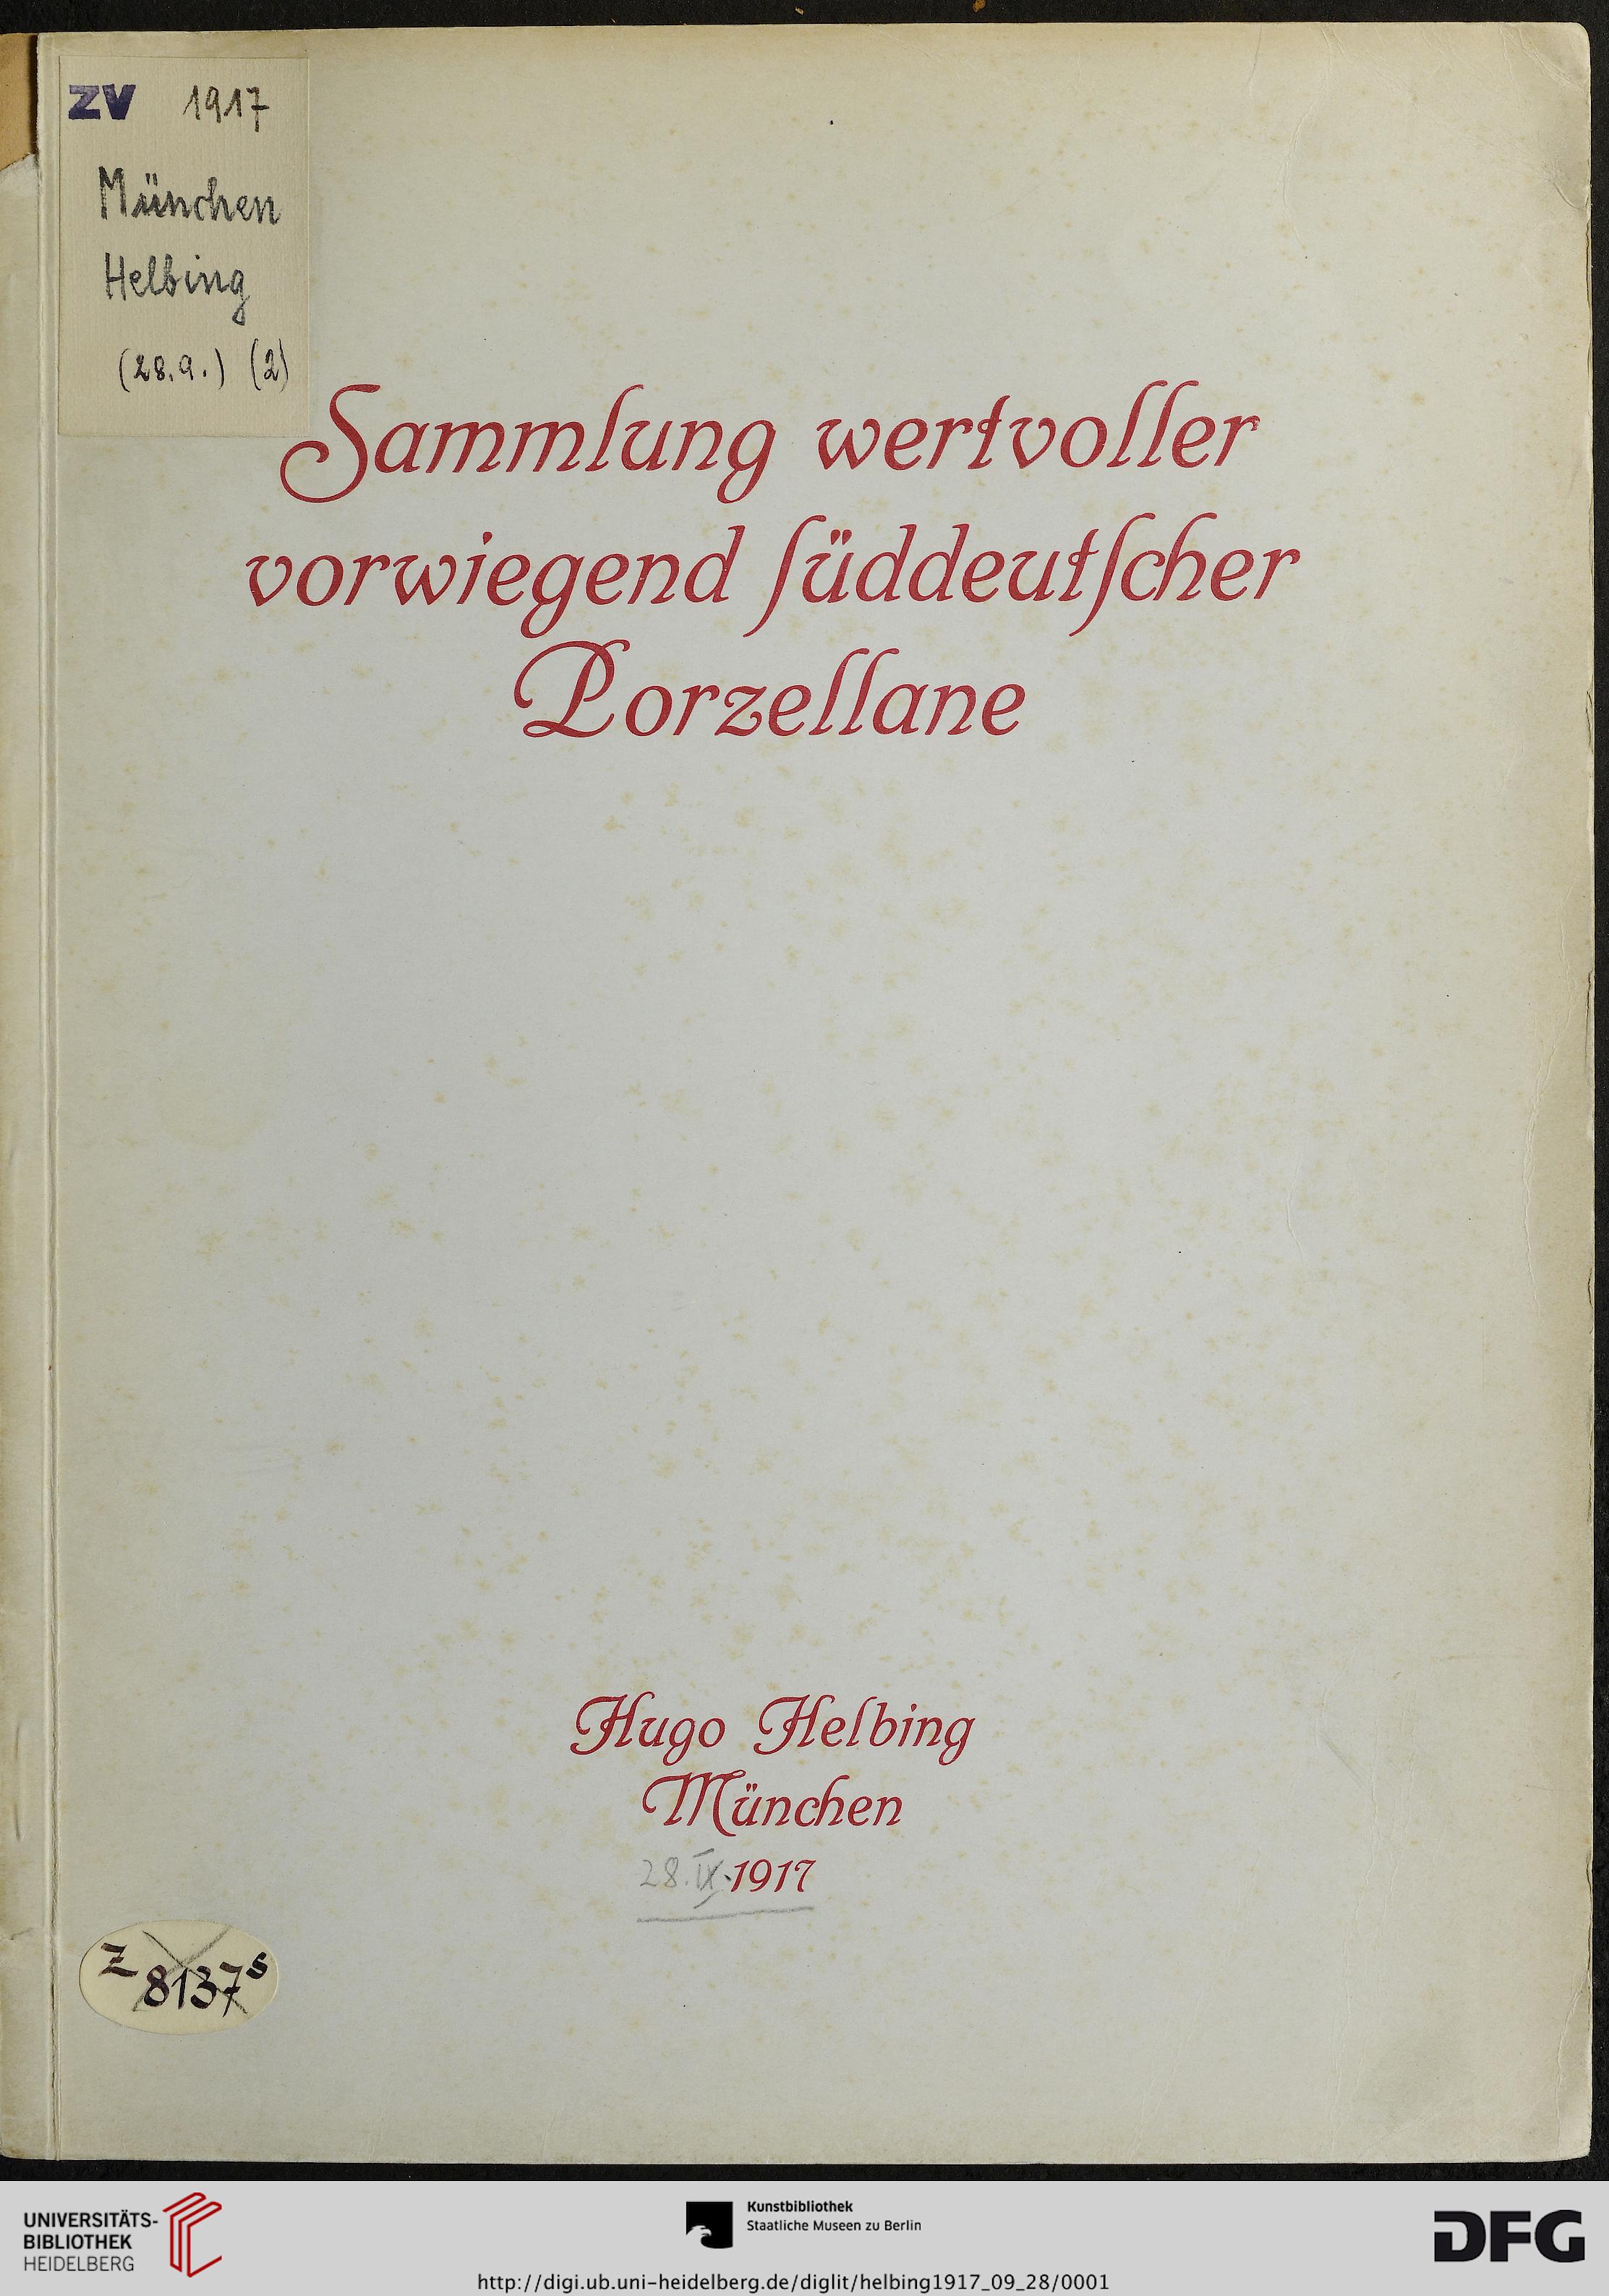 ZV 1917
München
Helbing
(28.9.) (2)
Sammlung wertvoller
vorwiegend ſüddeutſcher
Porzellane
Hugo Helbing
München
28.IX.1917
Z 8137 s
UNIVERSITÄTS-
BIBLIOTHEK
HEIDELBERG
Kunstbibliothek
Staatliche Museen zu Berlin
DFG
http://digi.ub.uni-heidelberg.de/diglit/helbing1917_09_28/0001